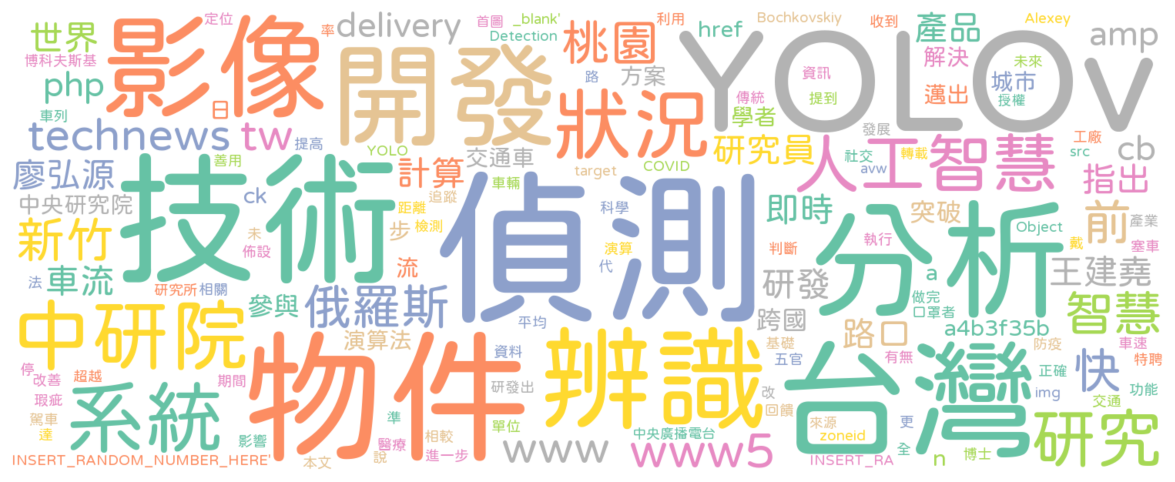 定位 率 首圖 _blank' 利用 Bochkovskiy 收到 Alexey
世界 影像 delivery Detection 桃園 href 產品 amp
博科夫斯基 開發 YOLOv 資訊 解決 未來
php 方案 路 城市
車列 日 狀況 傳統 提到 邁出 授權
technews tw 提高 學者 發展
YOLO 研究員 人工智慧 工廠 cb
廖弘源 善用 交通車 COVID 社交 轉載 src
技術 計算 車輛 target avw 指出
中央研究院 ck 追蹤 偵測 科學 即時 突破 產業
新竹 未 步 距離 檢測 分析 Object 前 戴
佈設 演算 判斷 執行 塞車
法 車流 流 代 研發 a 王建堯
研究所 相關 參與 俄羅斯 做完 口罩者 智慧
中研院 平均 跨國 路口 a4b3f35b
演算法 辨識 基礎 防疫 車速
停 物件 資料 五官 有無 台灣 快 特聘
改善 超越 期間 正確
瑕疵 系統 研發出 改 img 功能
駕車 準 單位 回饋 交通
達 影響 醫療 相較 中央廣播電台 來源 更 研究
說 進一步 www www5 zoneid 全 博士
INSERT_RANDOM_NUMBER_HERE' 本文 INSERT_RA n